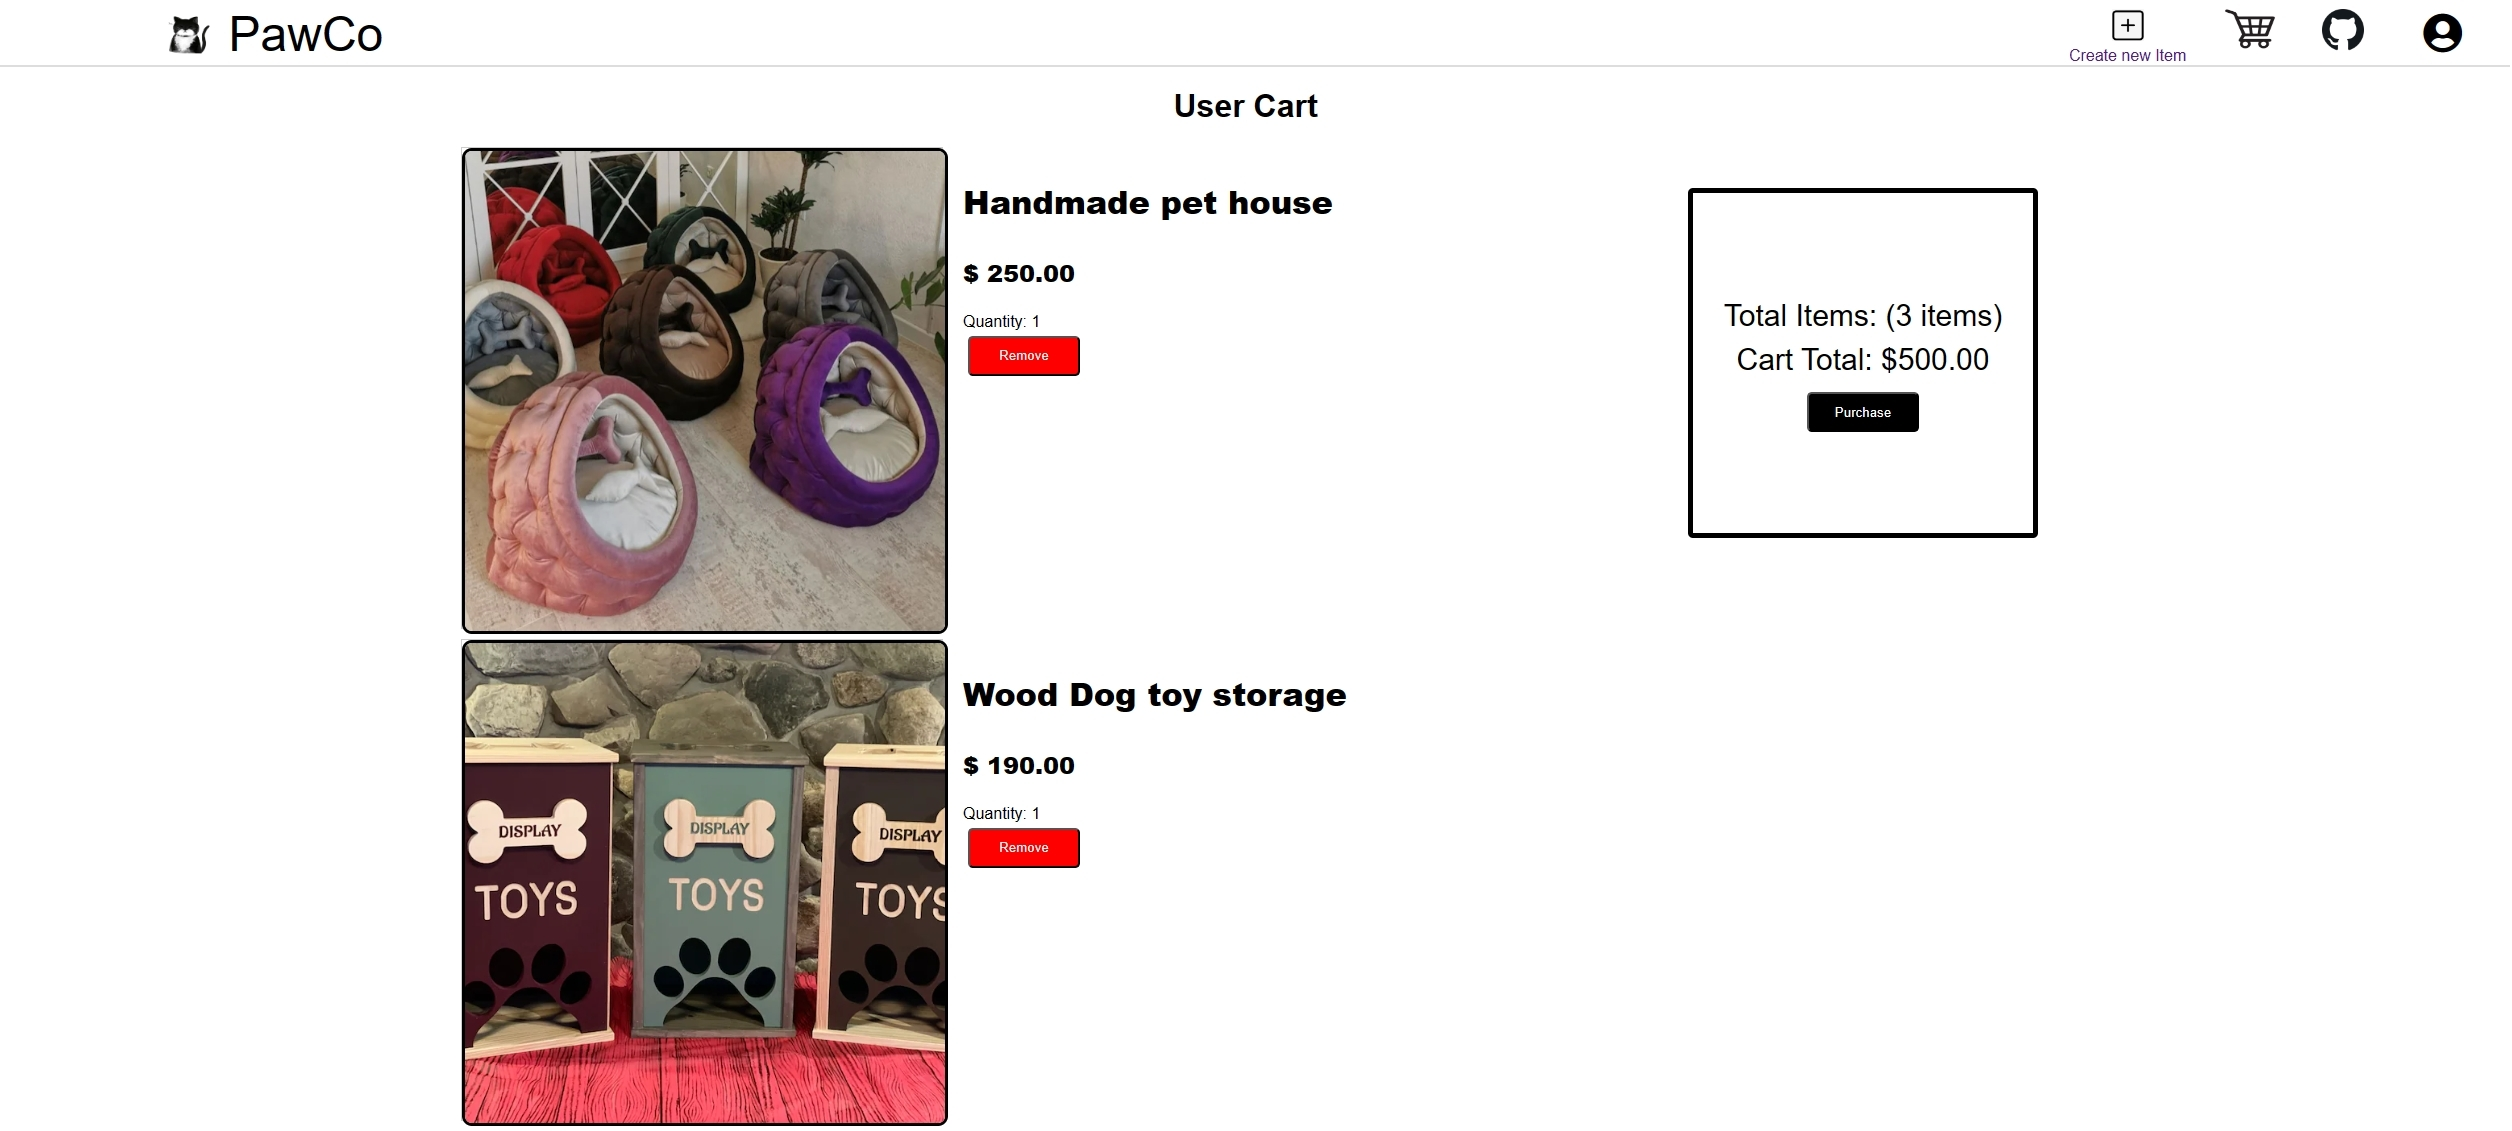 PawCo
Create new Item
User Cart
Handmade pet house
$ 250.00
Quantity: 1
Remove
Total Items: (3 items)
Cart Total: $500.00
Purchase
Wood Dog toy storage
$ 190.00
Quantity: 1
Remove
DISPLAY
TOYS
DISPLAY
TOYS
DISPLAY
TOYS